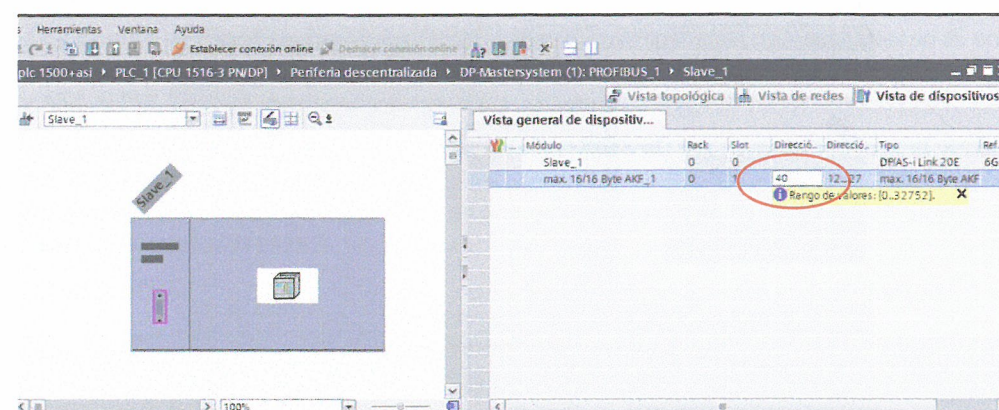 s Herramientas Ventana Ayuda
Establecer conexión online Deshacer conexión online
plc 1500+asi ▸ PLC_1 [CPU 1516-3 PN/DP] ▸ Periferia descentralizada ▸ DP-Mastersystem (1): PROFIBUS_1 ▸ Slave_1
Vista topológica Vista de redes Vista de dispositivos
Slave_1
Vista general de dispositiv...
... Módulo Rack Slot Direcció.. Direcció.. Tipo Ref.
Slave_1 0 0 DP/AS-i Link 20E 6G
max. 16/16 Byte AKF_1 0 1 40 12...27 max. 16/16 Byte AKF
Rango de valores: [0..32752]. X
Slave_1
100%